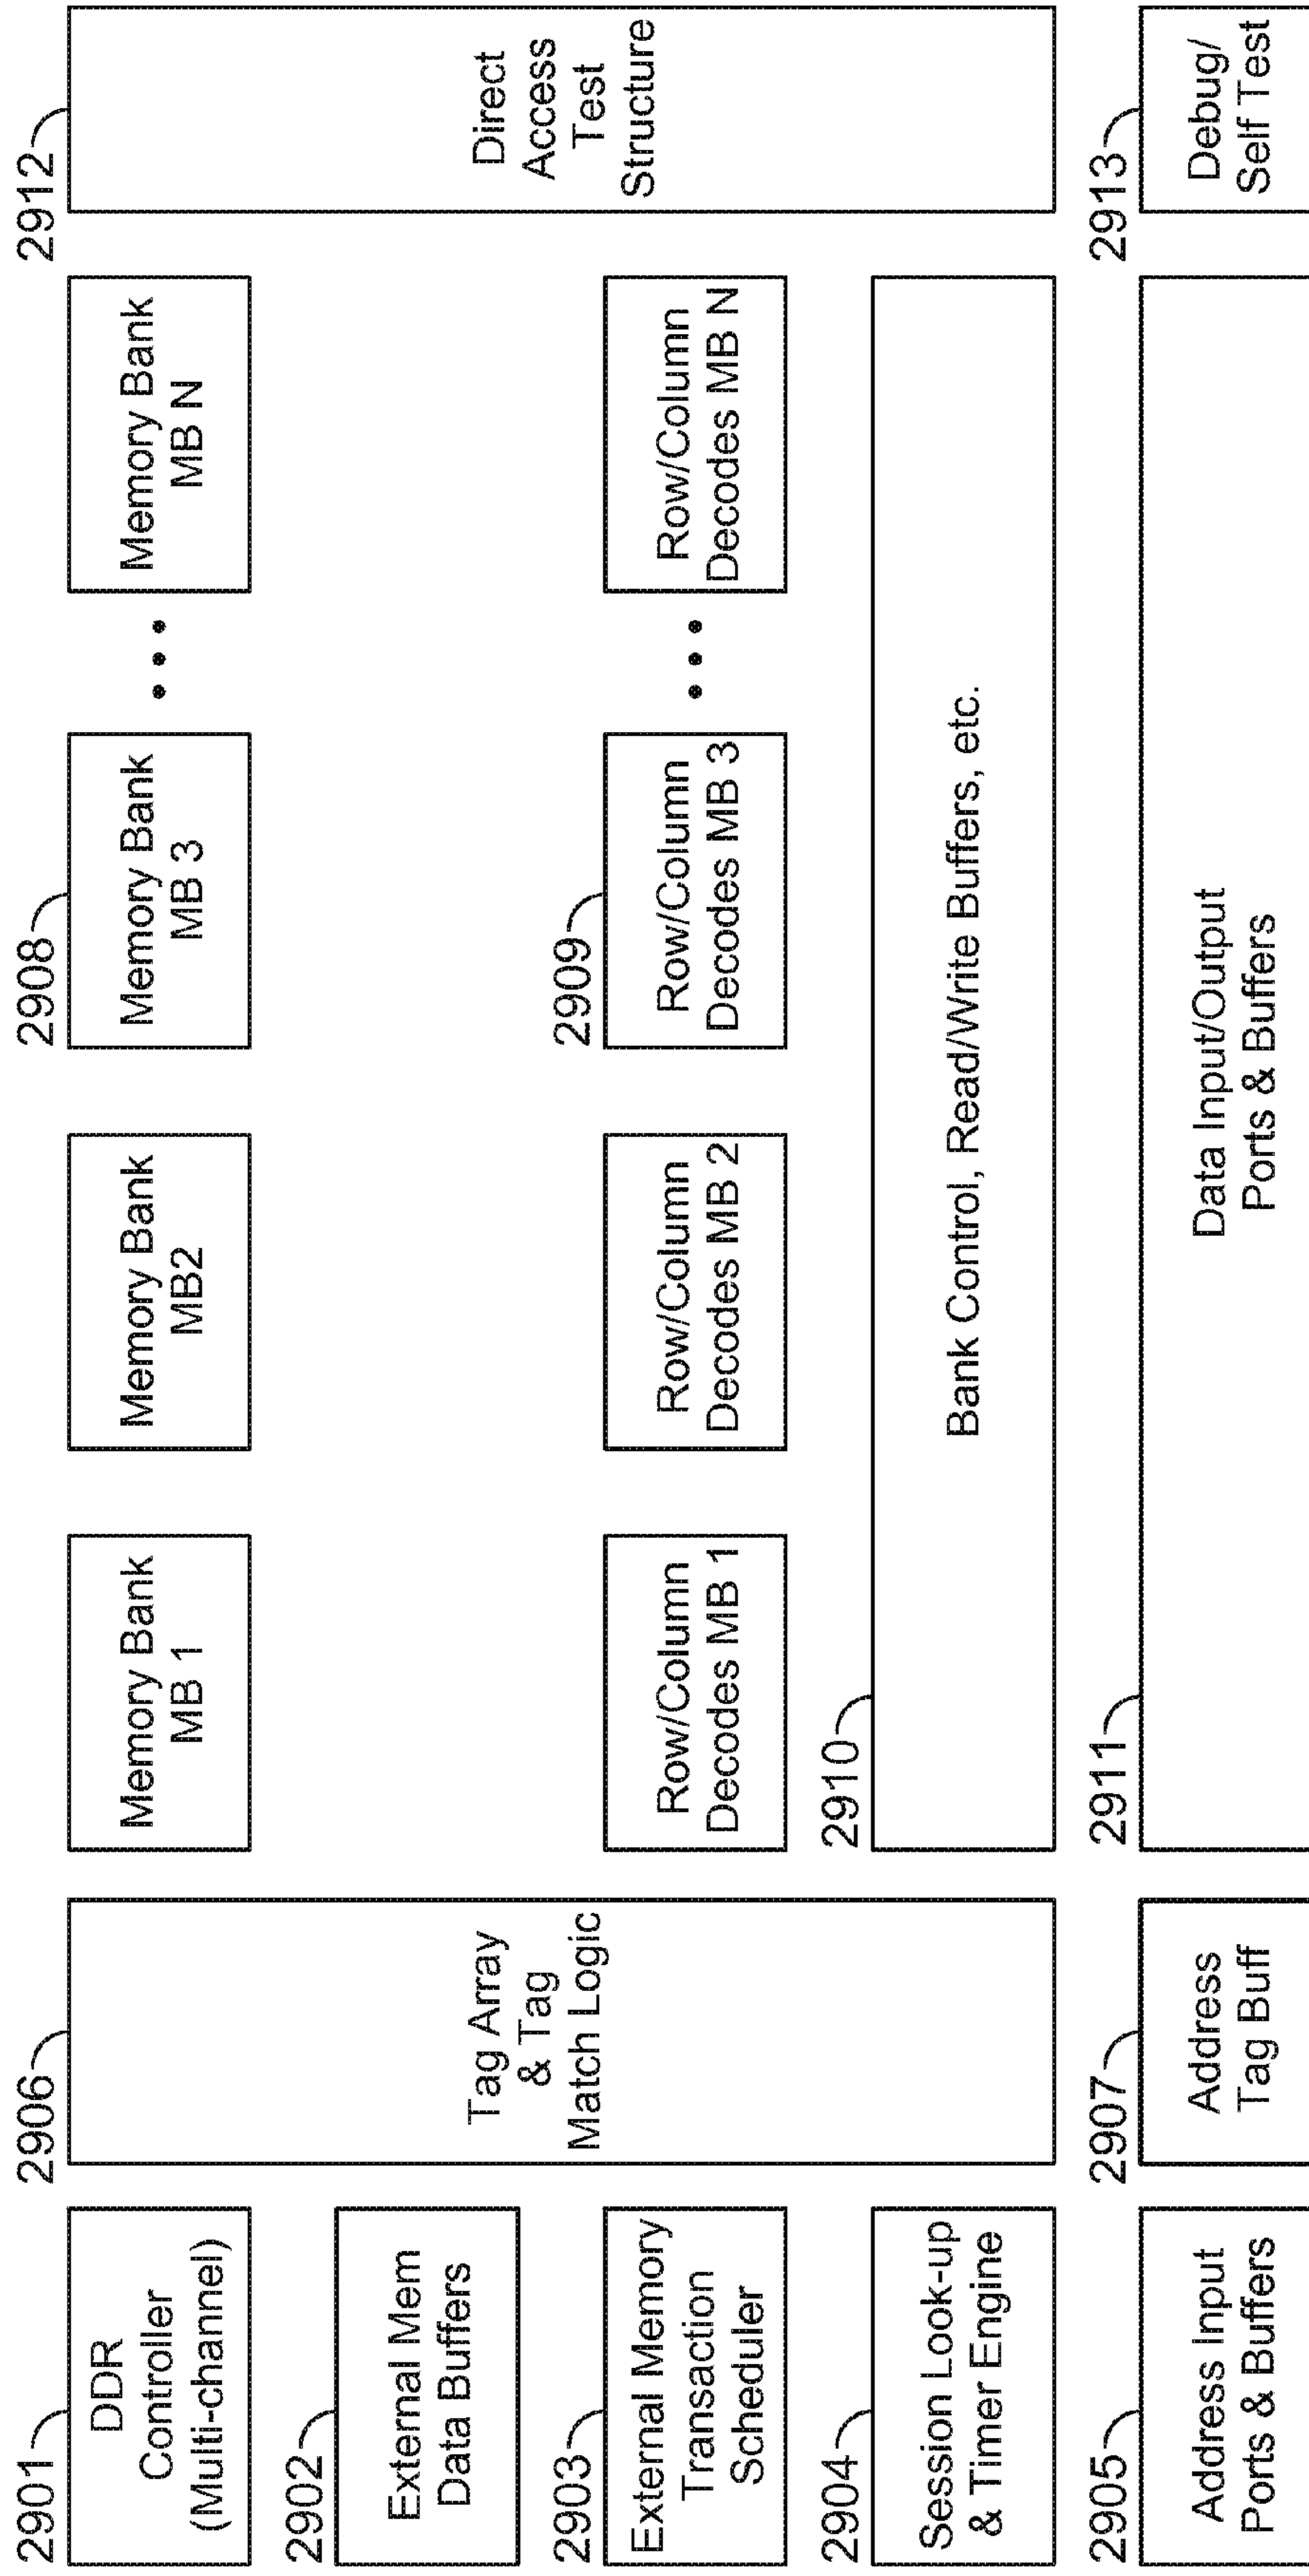 2901
DDR
Controller
(Multi-channel)
2902
External Mem
Data Buffers
2903
External Memory
Transaction
Scheduler
2904
Session Look-up
& Timer Engine
2905
Address Input
Ports & Buffers
2906
Tag Array
& Tag
Match Logic
2907
Address
Tag Buff
Memory Bank
MB 1
Memory Bank
MB2
2908
Memory Bank
MB 3
• • •
Memory Bank
MB N
Row/Column
Decodes MB 1
Row/Column
Decodes MB 2
2909
Row/Column
Decodes MB 3
• • •
Row/Column
Decodes MB N
2910
Bank Control, Read/Write Buffers, etc.
2911
Data Input/Output
Ports & Buffers
2912
Direct
Access
Test
Structure
2913
Debug/
Self Test